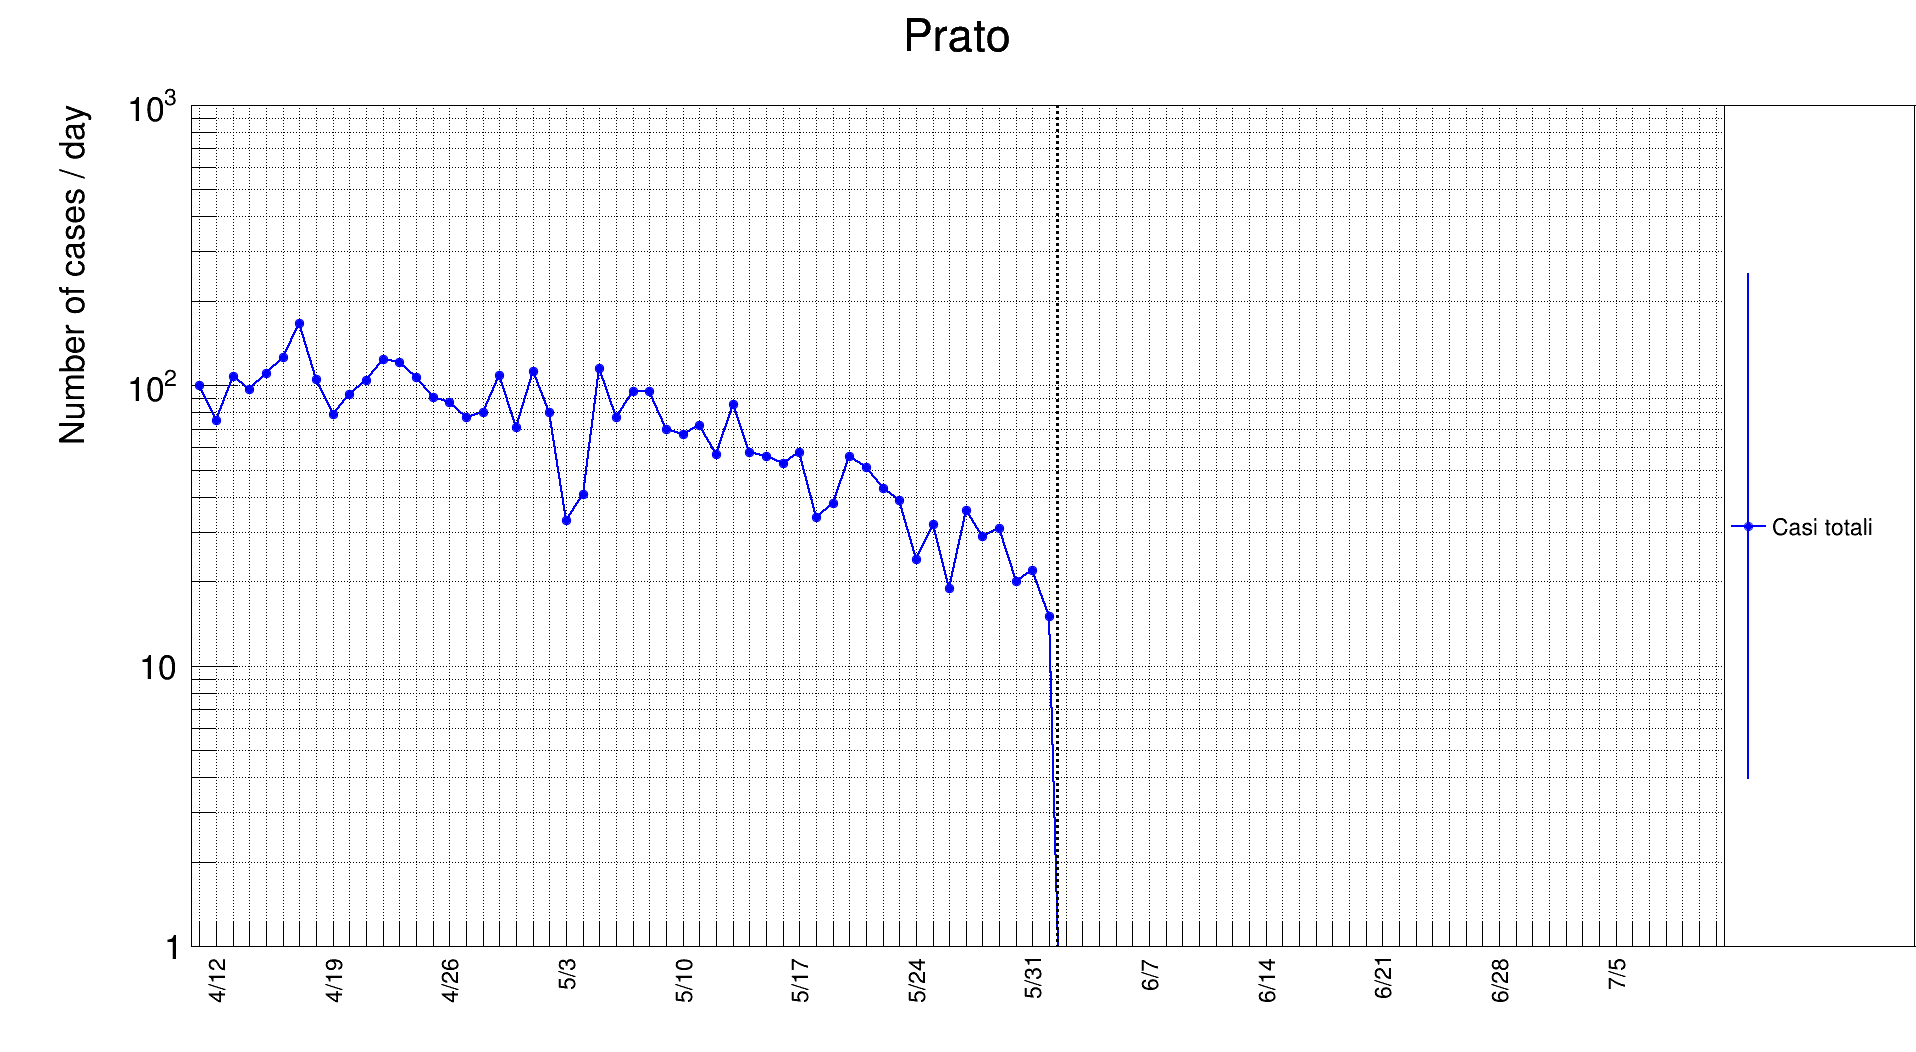 Prato
Number of cases / day
10³
10²
10
1
4/12 4/19 4/26 5/3 5/10 5/17 5/24 5/31 6/7 6/14 6/21 6/28 7/5
Casi totali